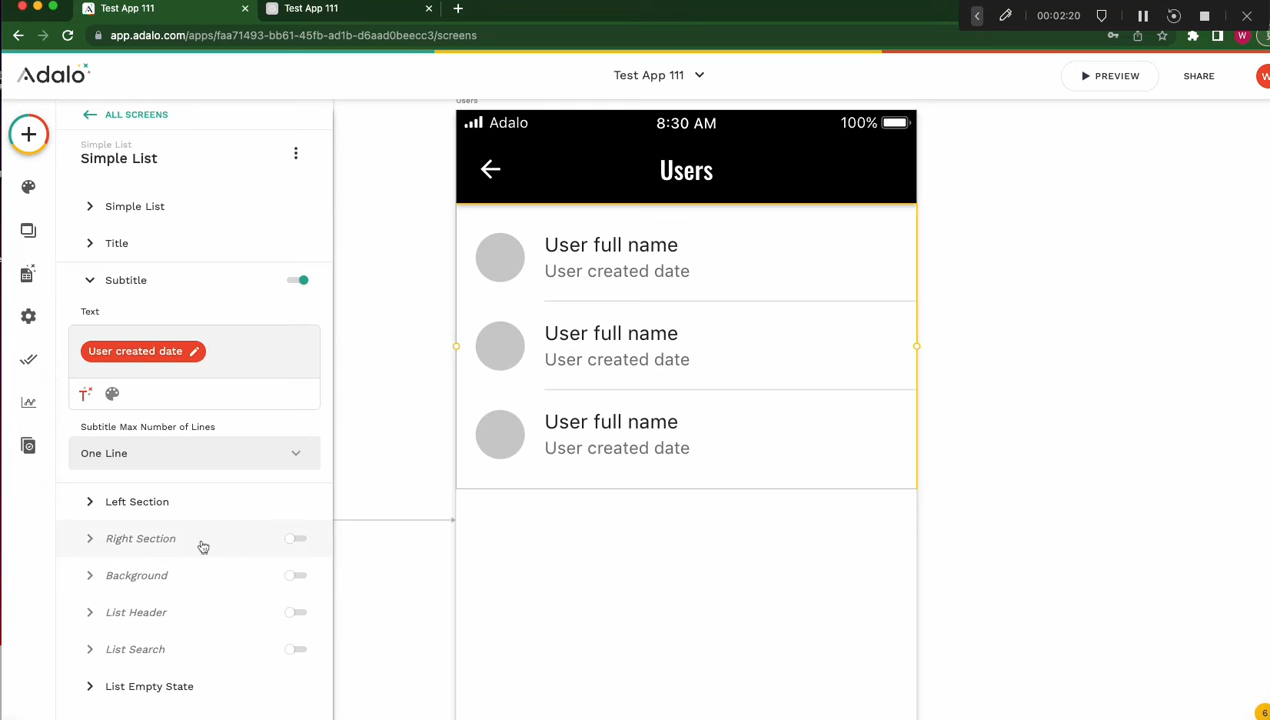 Test App 111
Test App 111
00:02:20
app.adalo.com/apps/faa71493-bb61-45fb-ad1b-d6aad0beecc3/screens
W
Adalo
Test App 111
PREVIEW
SHARE
W
ALL SCREENS
Simple List
Simple List
Simple List
Title
Subtitle
Text
User created date
Subtitle Max Number of Lines
One Line
Left Section
Right Section
Background
List Header
List Search
List Empty State
Users
Adalo
8:30 AM
100%
Users
User full name
User created date
User full name
User created date
User full name
User created date
6